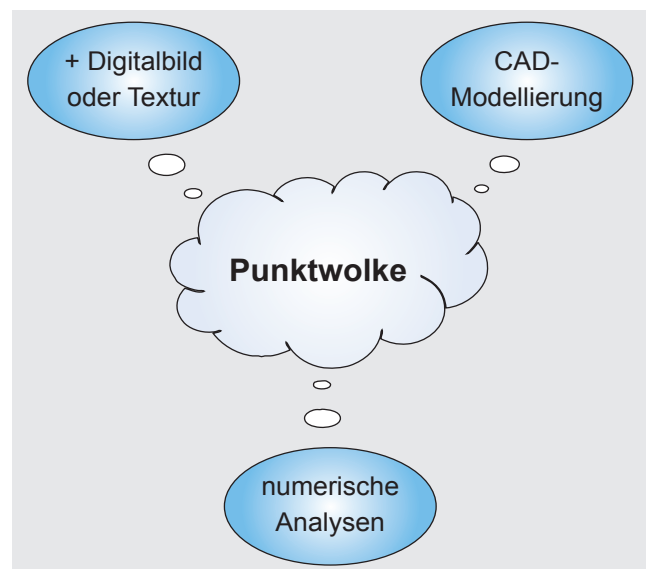 + Digitalbild
oder Textur
CAD-
Modellierung
Punktwolke
numerische
Analysen